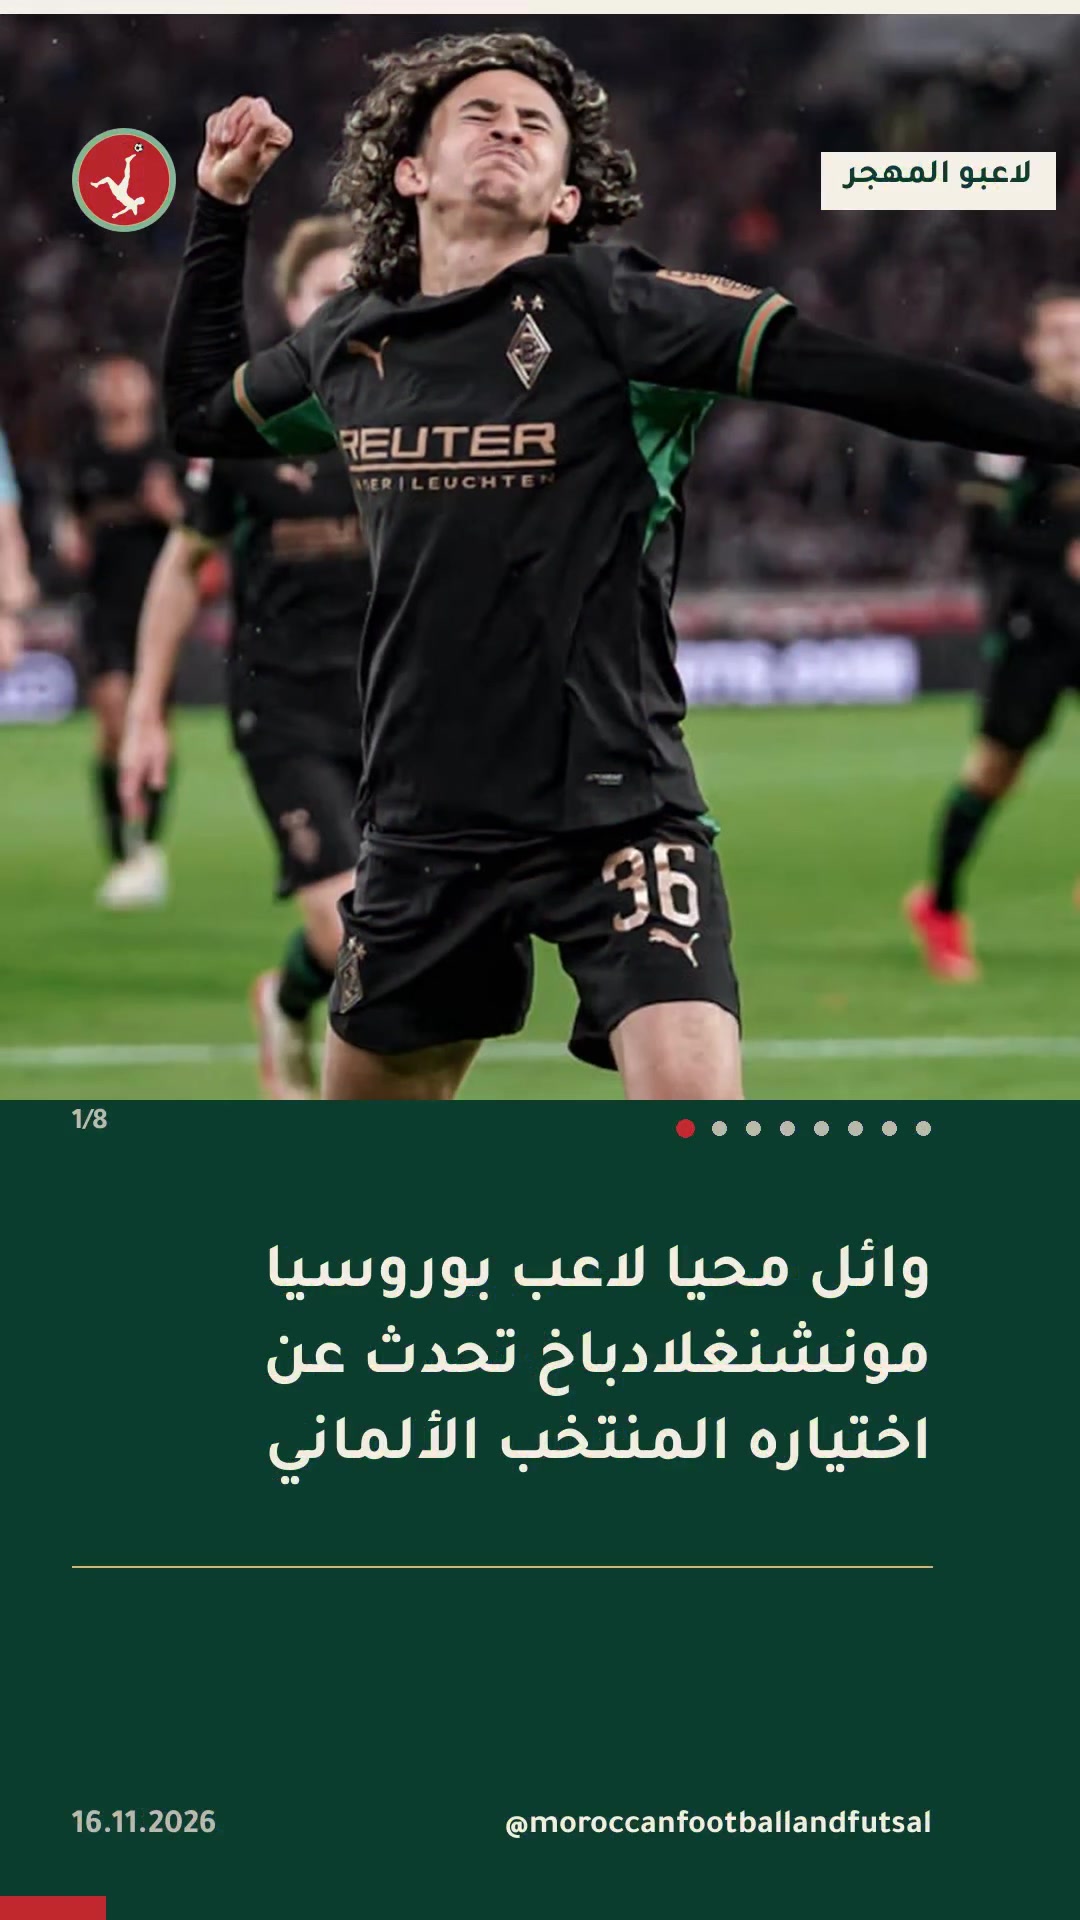 لاعبو المهجر
REUTER
LEUCHTEN
36
1/8
وائل محيا لاعب بوروسيا
مونشنغلادباخ تحدث عن
اختياره المنتخب الألماني
16.11.2026
@moroccanfootballandfutsal